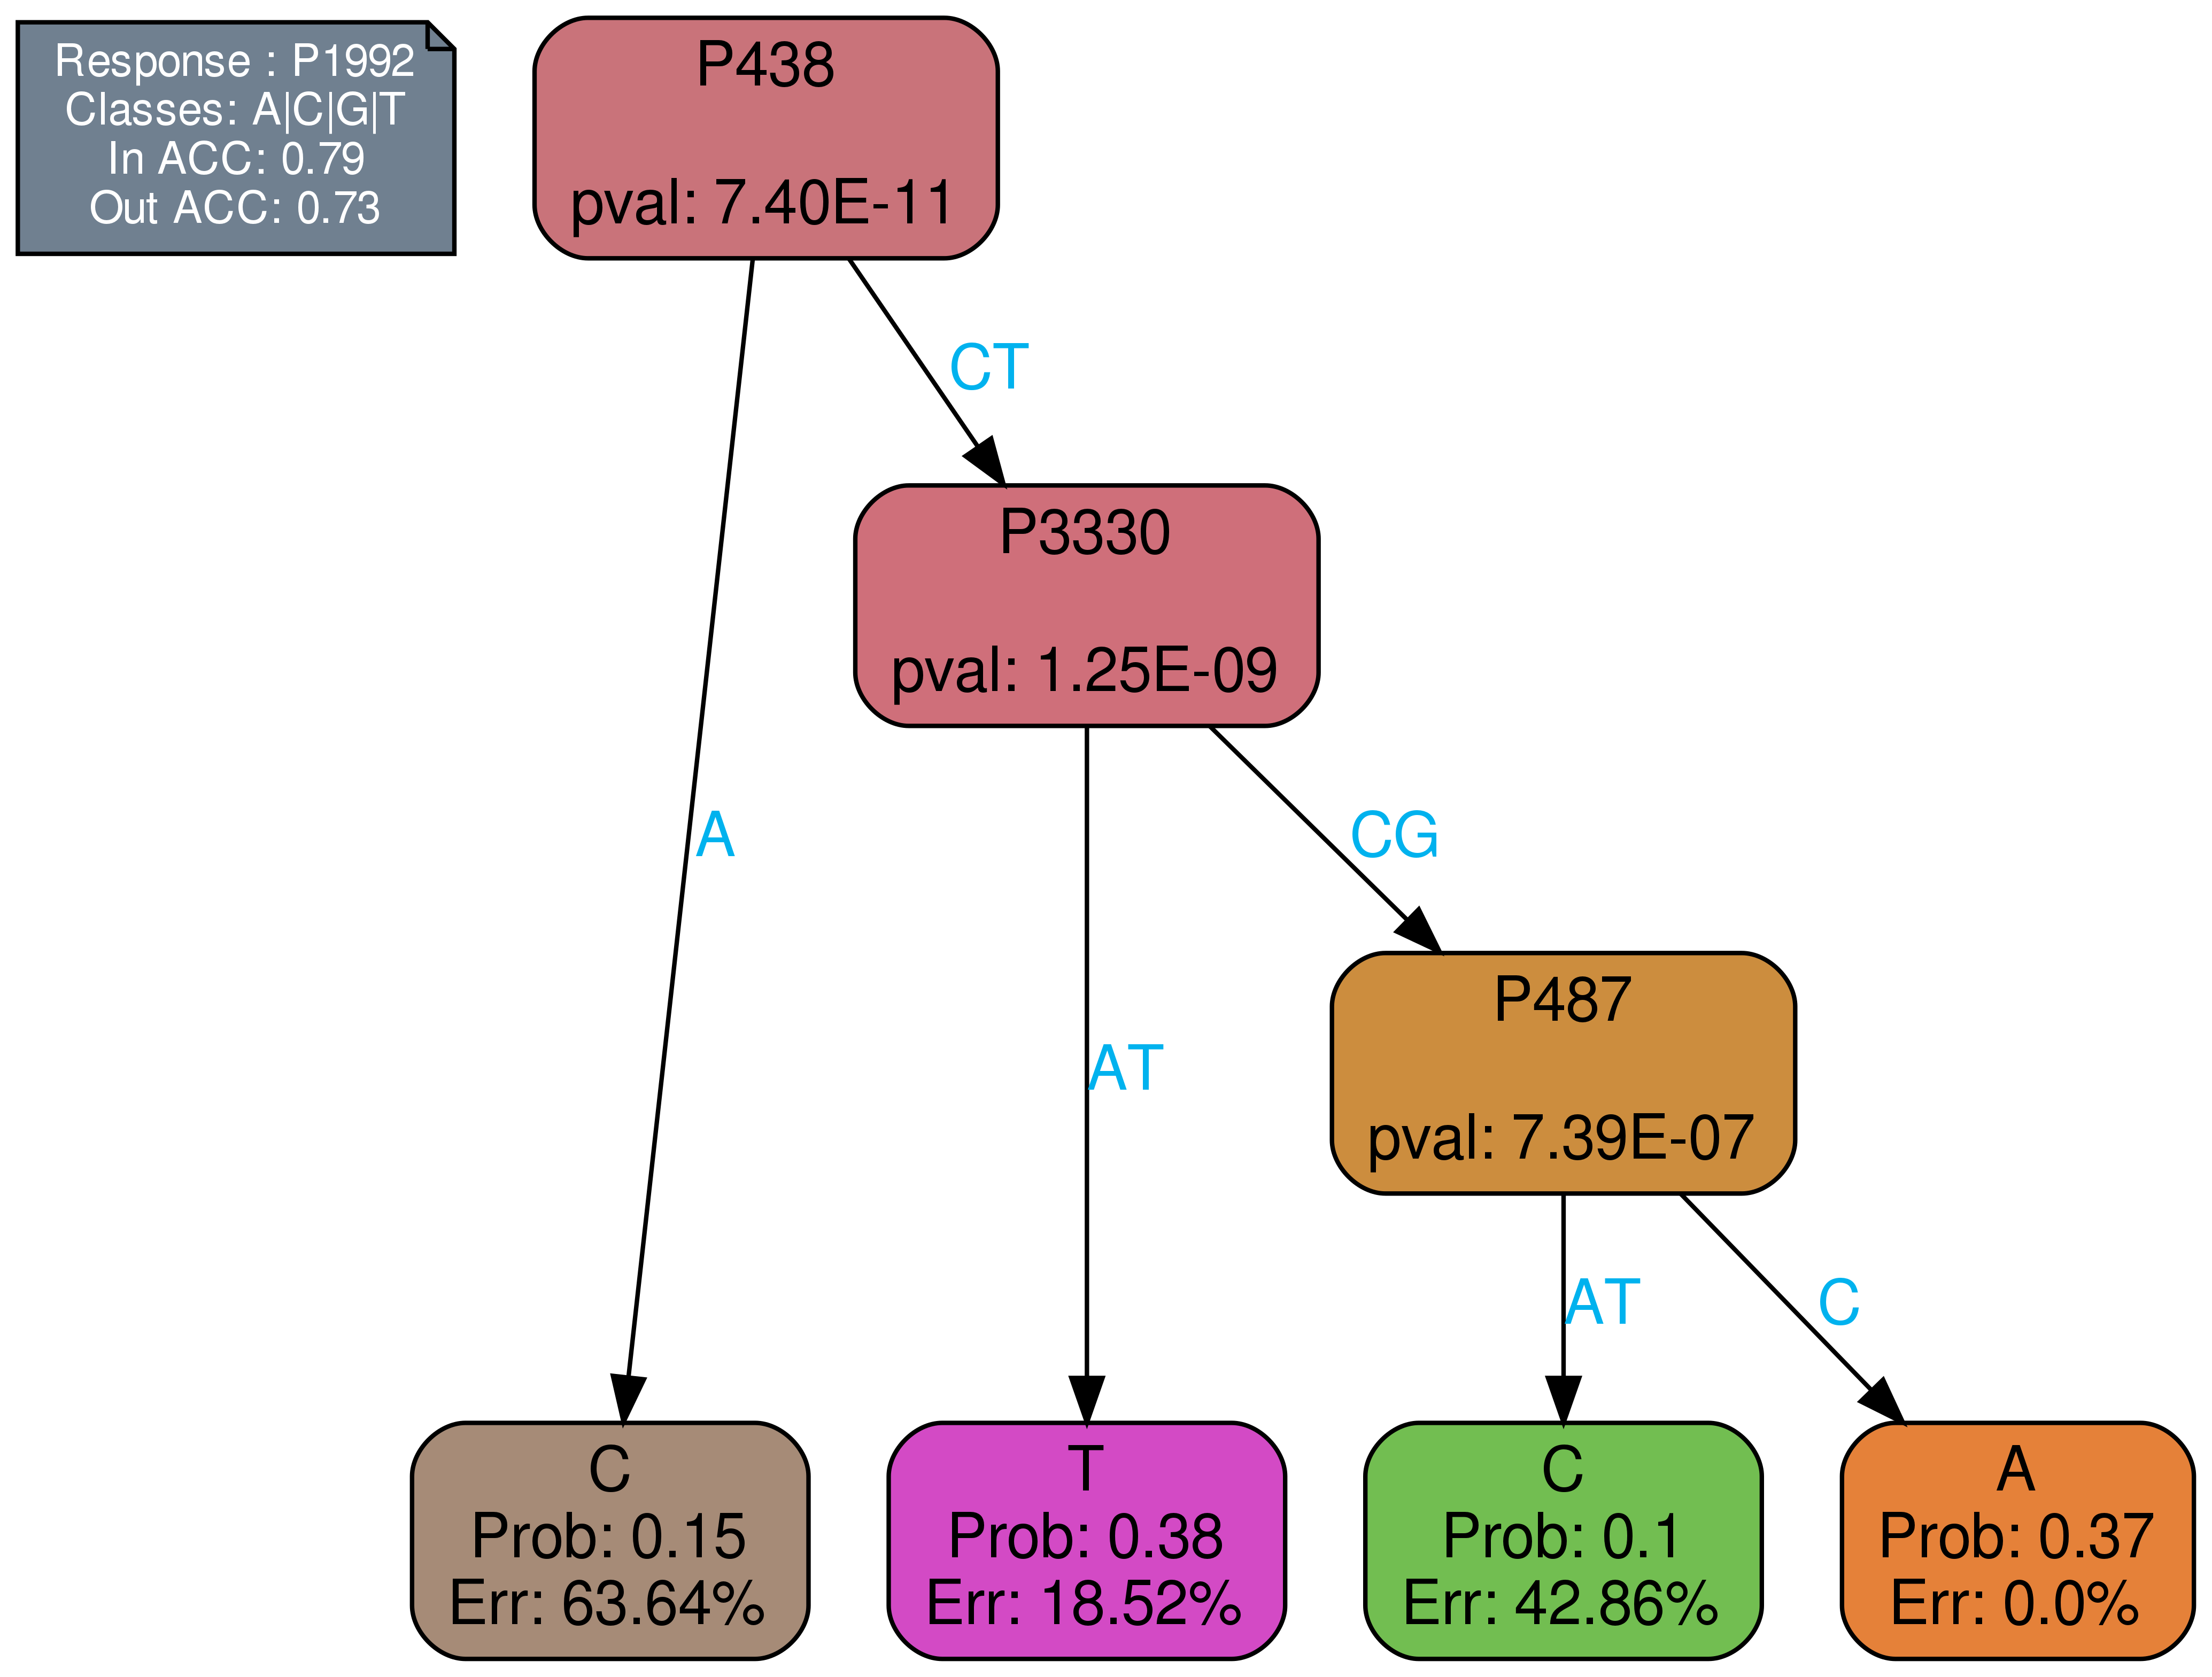 Response : P1992
Classes: A|C|G|T
In ACC: 0.79
Out ACC: 0.73
P438
pval: 7.40E-11
CT
P3330
pval: 1.25E-09
A
CG
AT
P487
pval: 7.39E-07
AT
C
C
Prob: 0.15
Err: 63.64%
T
Prob: 0.38
Err: 18.52%
C
Prob: 0.1
Err: 42.86%
A
Prob: 0.37
Err: 0.0%